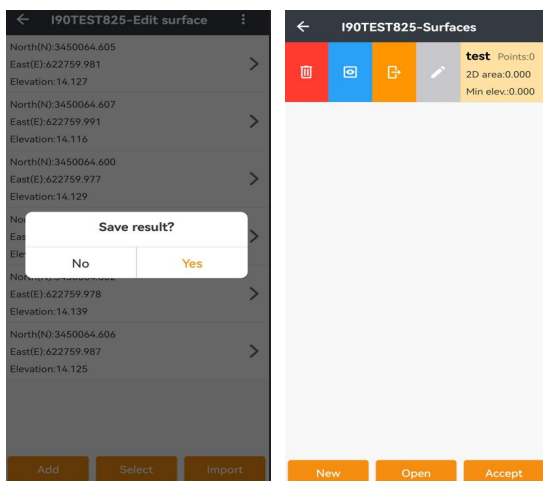 I90TEST825-Edit surface
North(N):3450064.605
East(E):622759.981
Elevation:14.127
North(N):3450064.607
East(E):622759.991
Elevation:14.116
North(N):3450064.600
East(E):622759.977
Elevation:14.129
Save result?
No
Yes
East(E):622759.978
Elevation:14.139
North(N):3450064.606
East(E):622759.987
Elevation:14.125
Add
Select
Import
I90TEST825-Surfaces
test Points:0
2D area:0.000
Min elev.:0.000
New
Open
Accept